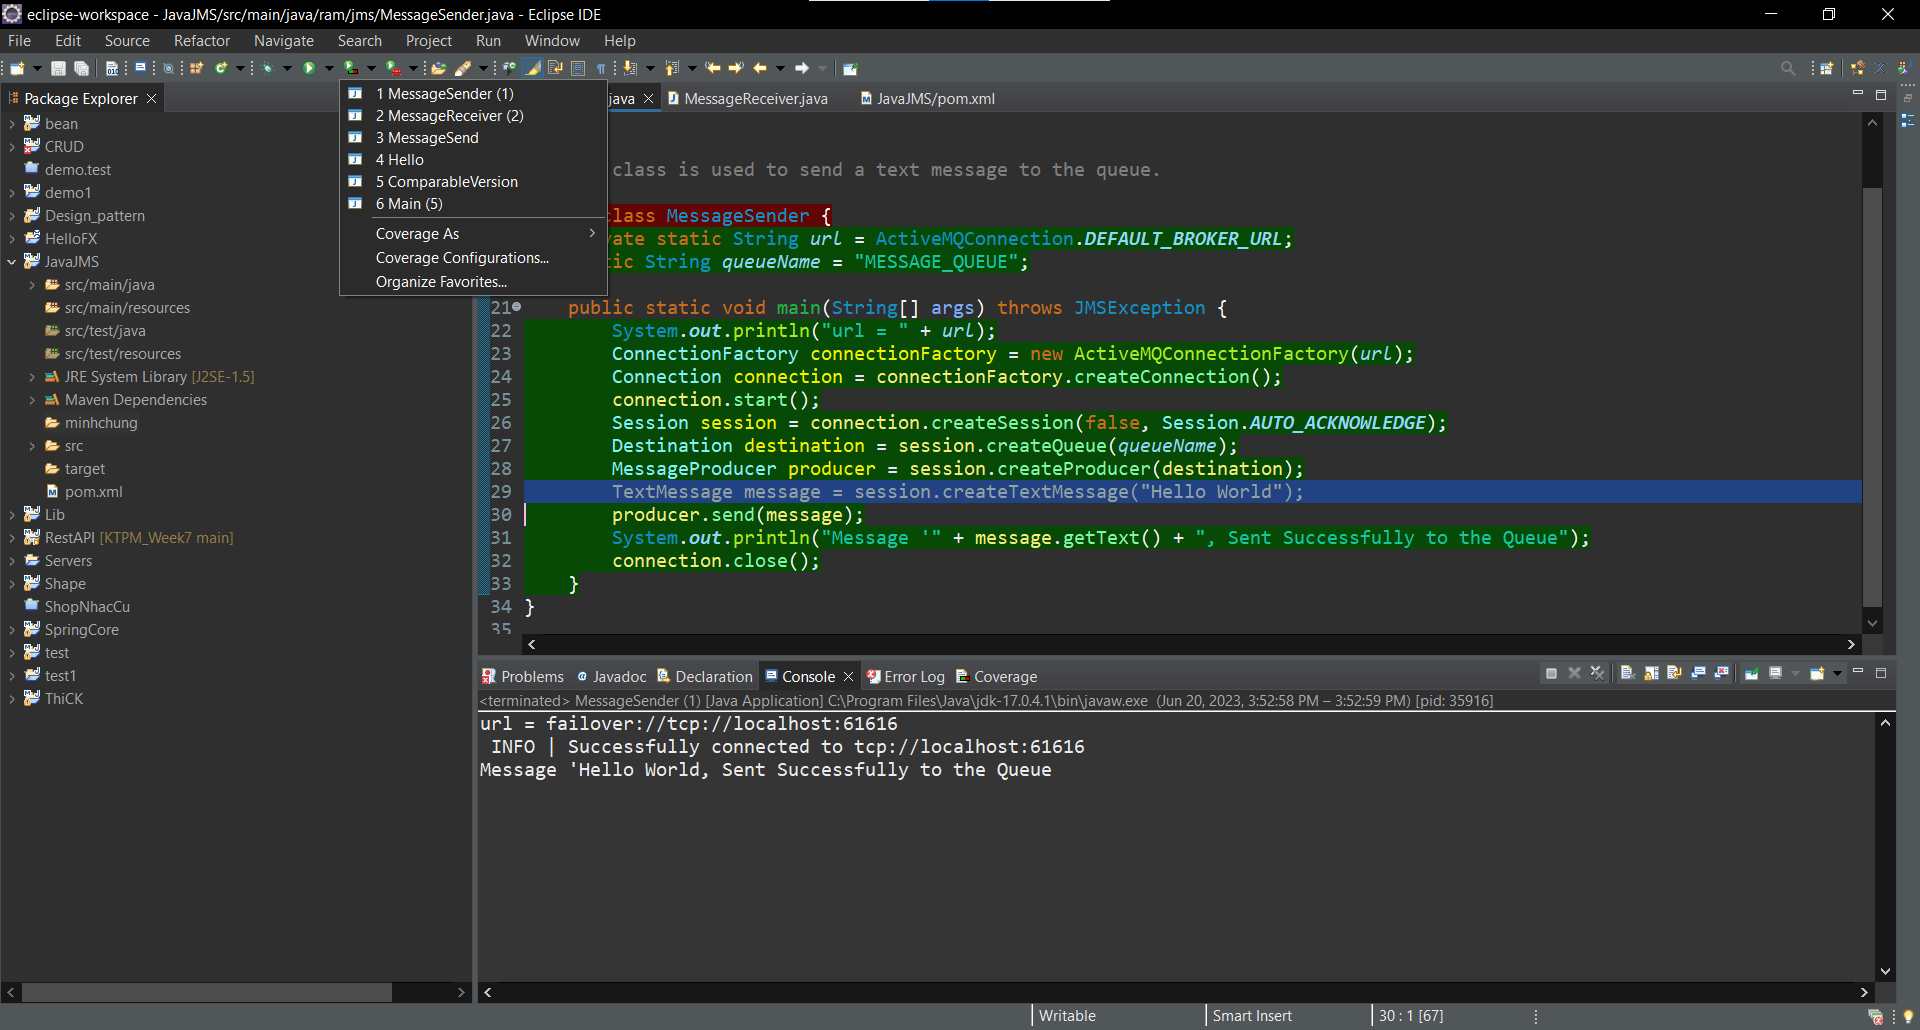 eclipse-workspace - JavaJMS/src/main/java/ram/jms/MessageSender.java - Eclipse IDE
File Edit Source Refactor Navigate Search Project Run Window Help
Package Explorer
bean
CRUD
demo.test
demo1
Design_pattern
HelloFX
JavaJMS
src/main/java
src/main/resources
src/test/java
src/test/resources
JRE System Library [J2SE-1.5]
Maven Dependencies
minhchung
src
target
pom.xml
Lib
RestAPI [KTPM_Week7 main]
Servers
Shape
ShopNhacCu
SpringCore
test
test1
ThiCK
1 MessageSender (1)
2 MessageReceiver (2)
3 MessageSend
4 Hello
5 ComparableVersion
6 Main (5)
Coverage As
Coverage Configurations...
Organize Favorites...
java MessageReceiver.java JavaJMS/pom.xml
class is used to send a text message to the queue.
lass MessageSender {
ate static String url = ActiveMQConnection.DEFAULT_BROKER_URL;
ic String queueName = "MESSAGE_QUEUE";
21 public static void main(String[] args) throws JMSException {
22 System.out.println("url = " + url);
23 ConnectionFactory connectionFactory = new ActiveMQConnectionFactory(url);
24 Connection connection = connectionFactory.createConnection();
25 connection.start();
26 Session session = connection.createSession(false, Session.AUTO_ACKNOWLEDGE);
27 Destination destination = session.createQueue(queueName);
28 MessageProducer producer = session.createProducer(destination);
29 TextMessage message = session.createTextMessage("Hello World");
30 producer.send(message);
31 System.out.println("Message '" + message.getText() + ", Sent Successfully to the Queue");
32 connection.close();
33 }
34 }
35
Problems Javadoc Declaration Console Error Log Coverage
<terminated> MessageSender (1) [Java Application] C:\Program Files\Java\jdk-17.0.4.1\bin\javaw.exe (Jun 20, 2023, 3:52:58 PM – 3:52:59 PM) [pid: 35916]
url = failover://tcp://localhost:61616
INFO | Successfully connected to tcp://localhost:61616
Message 'Hello World, Sent Successfully to the Queue
Writable Smart Insert 30 : 1 [67]